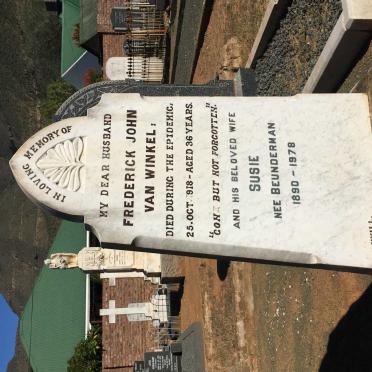 IN LOVING MEMORY OF
MY DEAR HUSBAND
FREDERICK JOHN
VAN WINKEL:
DIED DURING THE EPIDEMIC,
25.OCT.1918-AGED 36 YEARS.
"GONE BUT NOT FORGOTTEN."
AND HIS BELOVED WIFE
SUSIE
NEE BEUNDERMAN
1890 - 1978